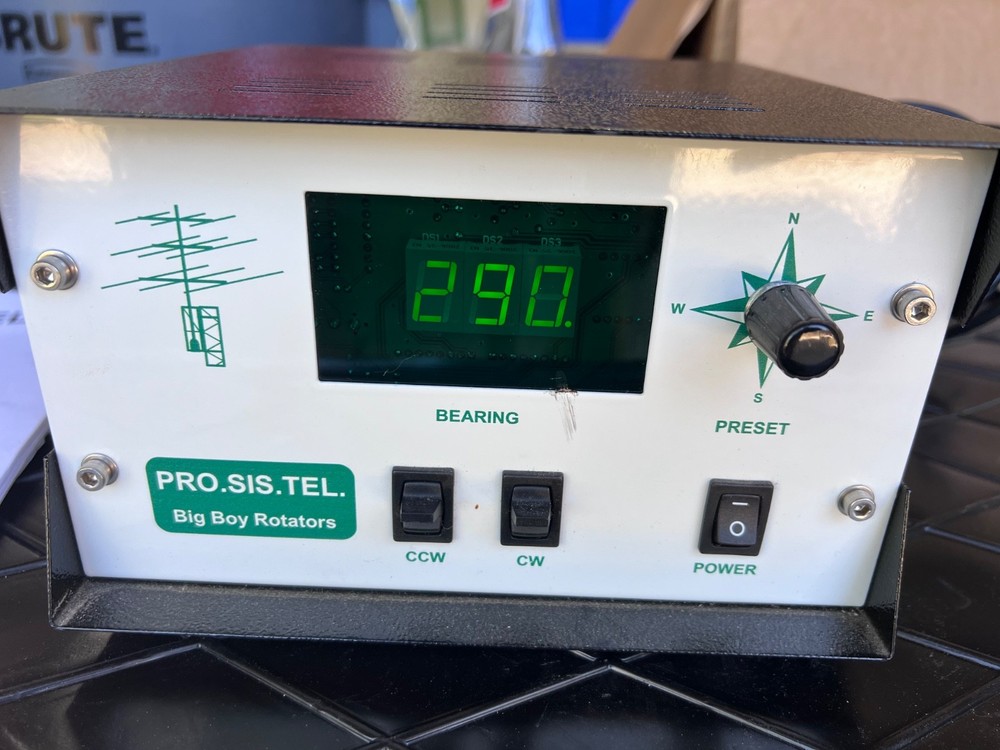 BRUTE
DS1 DS2 DS3
290.
BEARING
N
W E
S
PRESET
PRO.SIS.TEL.
Big Boy Rotators
CCW
CW
POWER